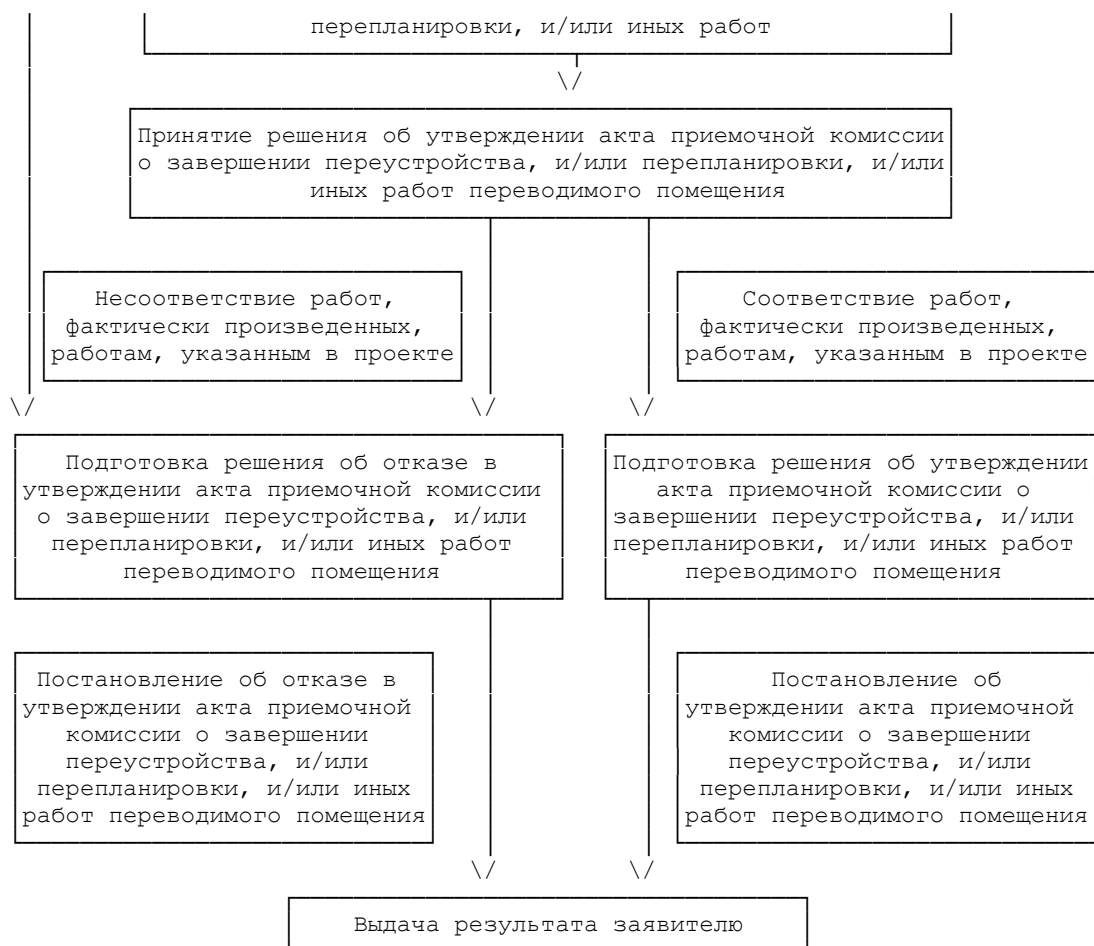 перепланировки, и/или иных работ
\/
Принятие решения об утверждении акта приемочной комиссии
о завершении переустройства, и/или перепланировки, и/или
иных работ переводимого помещения
Несоответствие работ,
фактически произведенных,
работам, указанным в проекте
Соответствие работ,
фактически произведенных,
работам, указанным в проекте
\/ \/ \/
Подготовка решения об отказе в
утверждении акта приемочной комиссии
о завершении переустройства, и/или
перепланировки, и/или иных работ
переводимого помещения
Подготовка решения об утверждении
акта приемочной комиссии о
завершении переустройства, и/или
перепланировки, и/или иных работ
переводимого помещения
Постановление об отказе в
утверждении акта приемочной
комиссии о завершении
переустройства, и/или
перепланировки, и/или иных
работ переводимого помещения
Постановление об
утверждении акта приемочной
комиссии о завершении
переустройства, и/или
перепланировки, и/или иных
работ переводимого помещения
\/ \/
Выдача результата заявителю